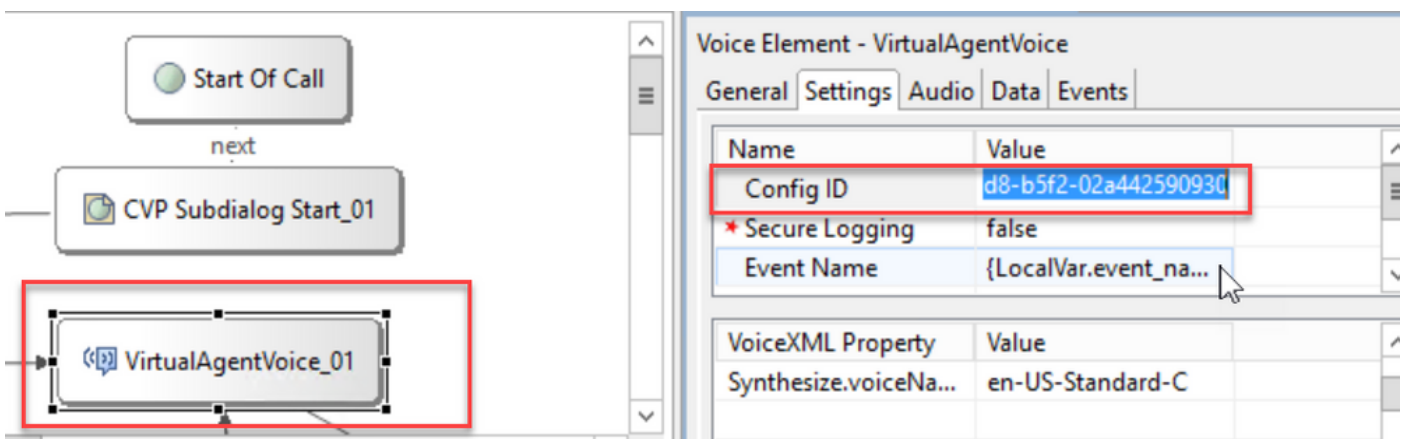 Start Of Call
next
CVP Subdialog Start_01
VirtualAgentVoice_01
Voice Element - VirtualAgentVoice
General Settings Audio Data Events
Name Value
Config ID d8-b5f2-02a442590930
* Secure Logging false
Event Name {LocalVar.event_na...
VoiceXML Property Value
Synthesize.voiceNa... en-US-Standard-C